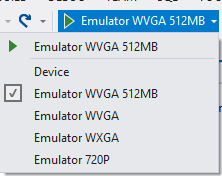 Emulator WVGA 512MB
Emulator WVGA 512MB
Device
Emulator WVGA 512MB
Emulator WVGA
Emulator WXGA
Emulator 720P